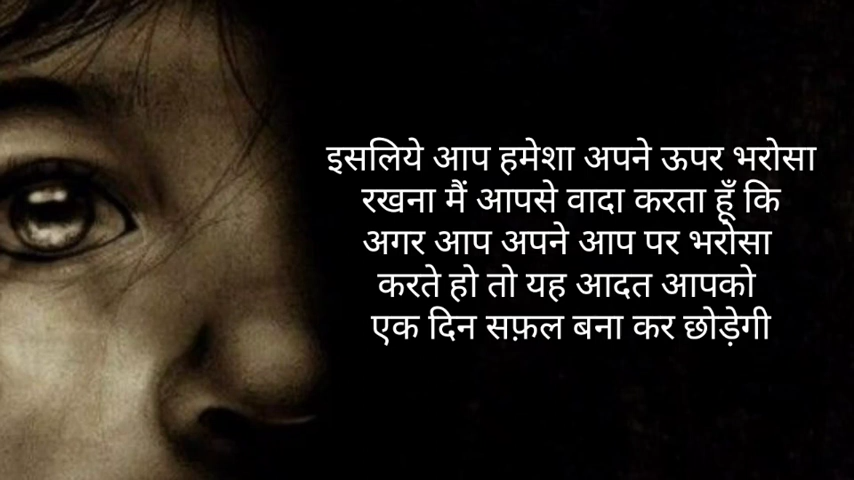 इसलिये आप हमेशा अपने ऊपर भरोसा
रखना मैं आपसे वादा करता हूँ कि
अगर आप अपने आप पर भरोसा
करते हो तो यह आदत आपको
एक दिन सफ़ल बना कर छोड़ेगी